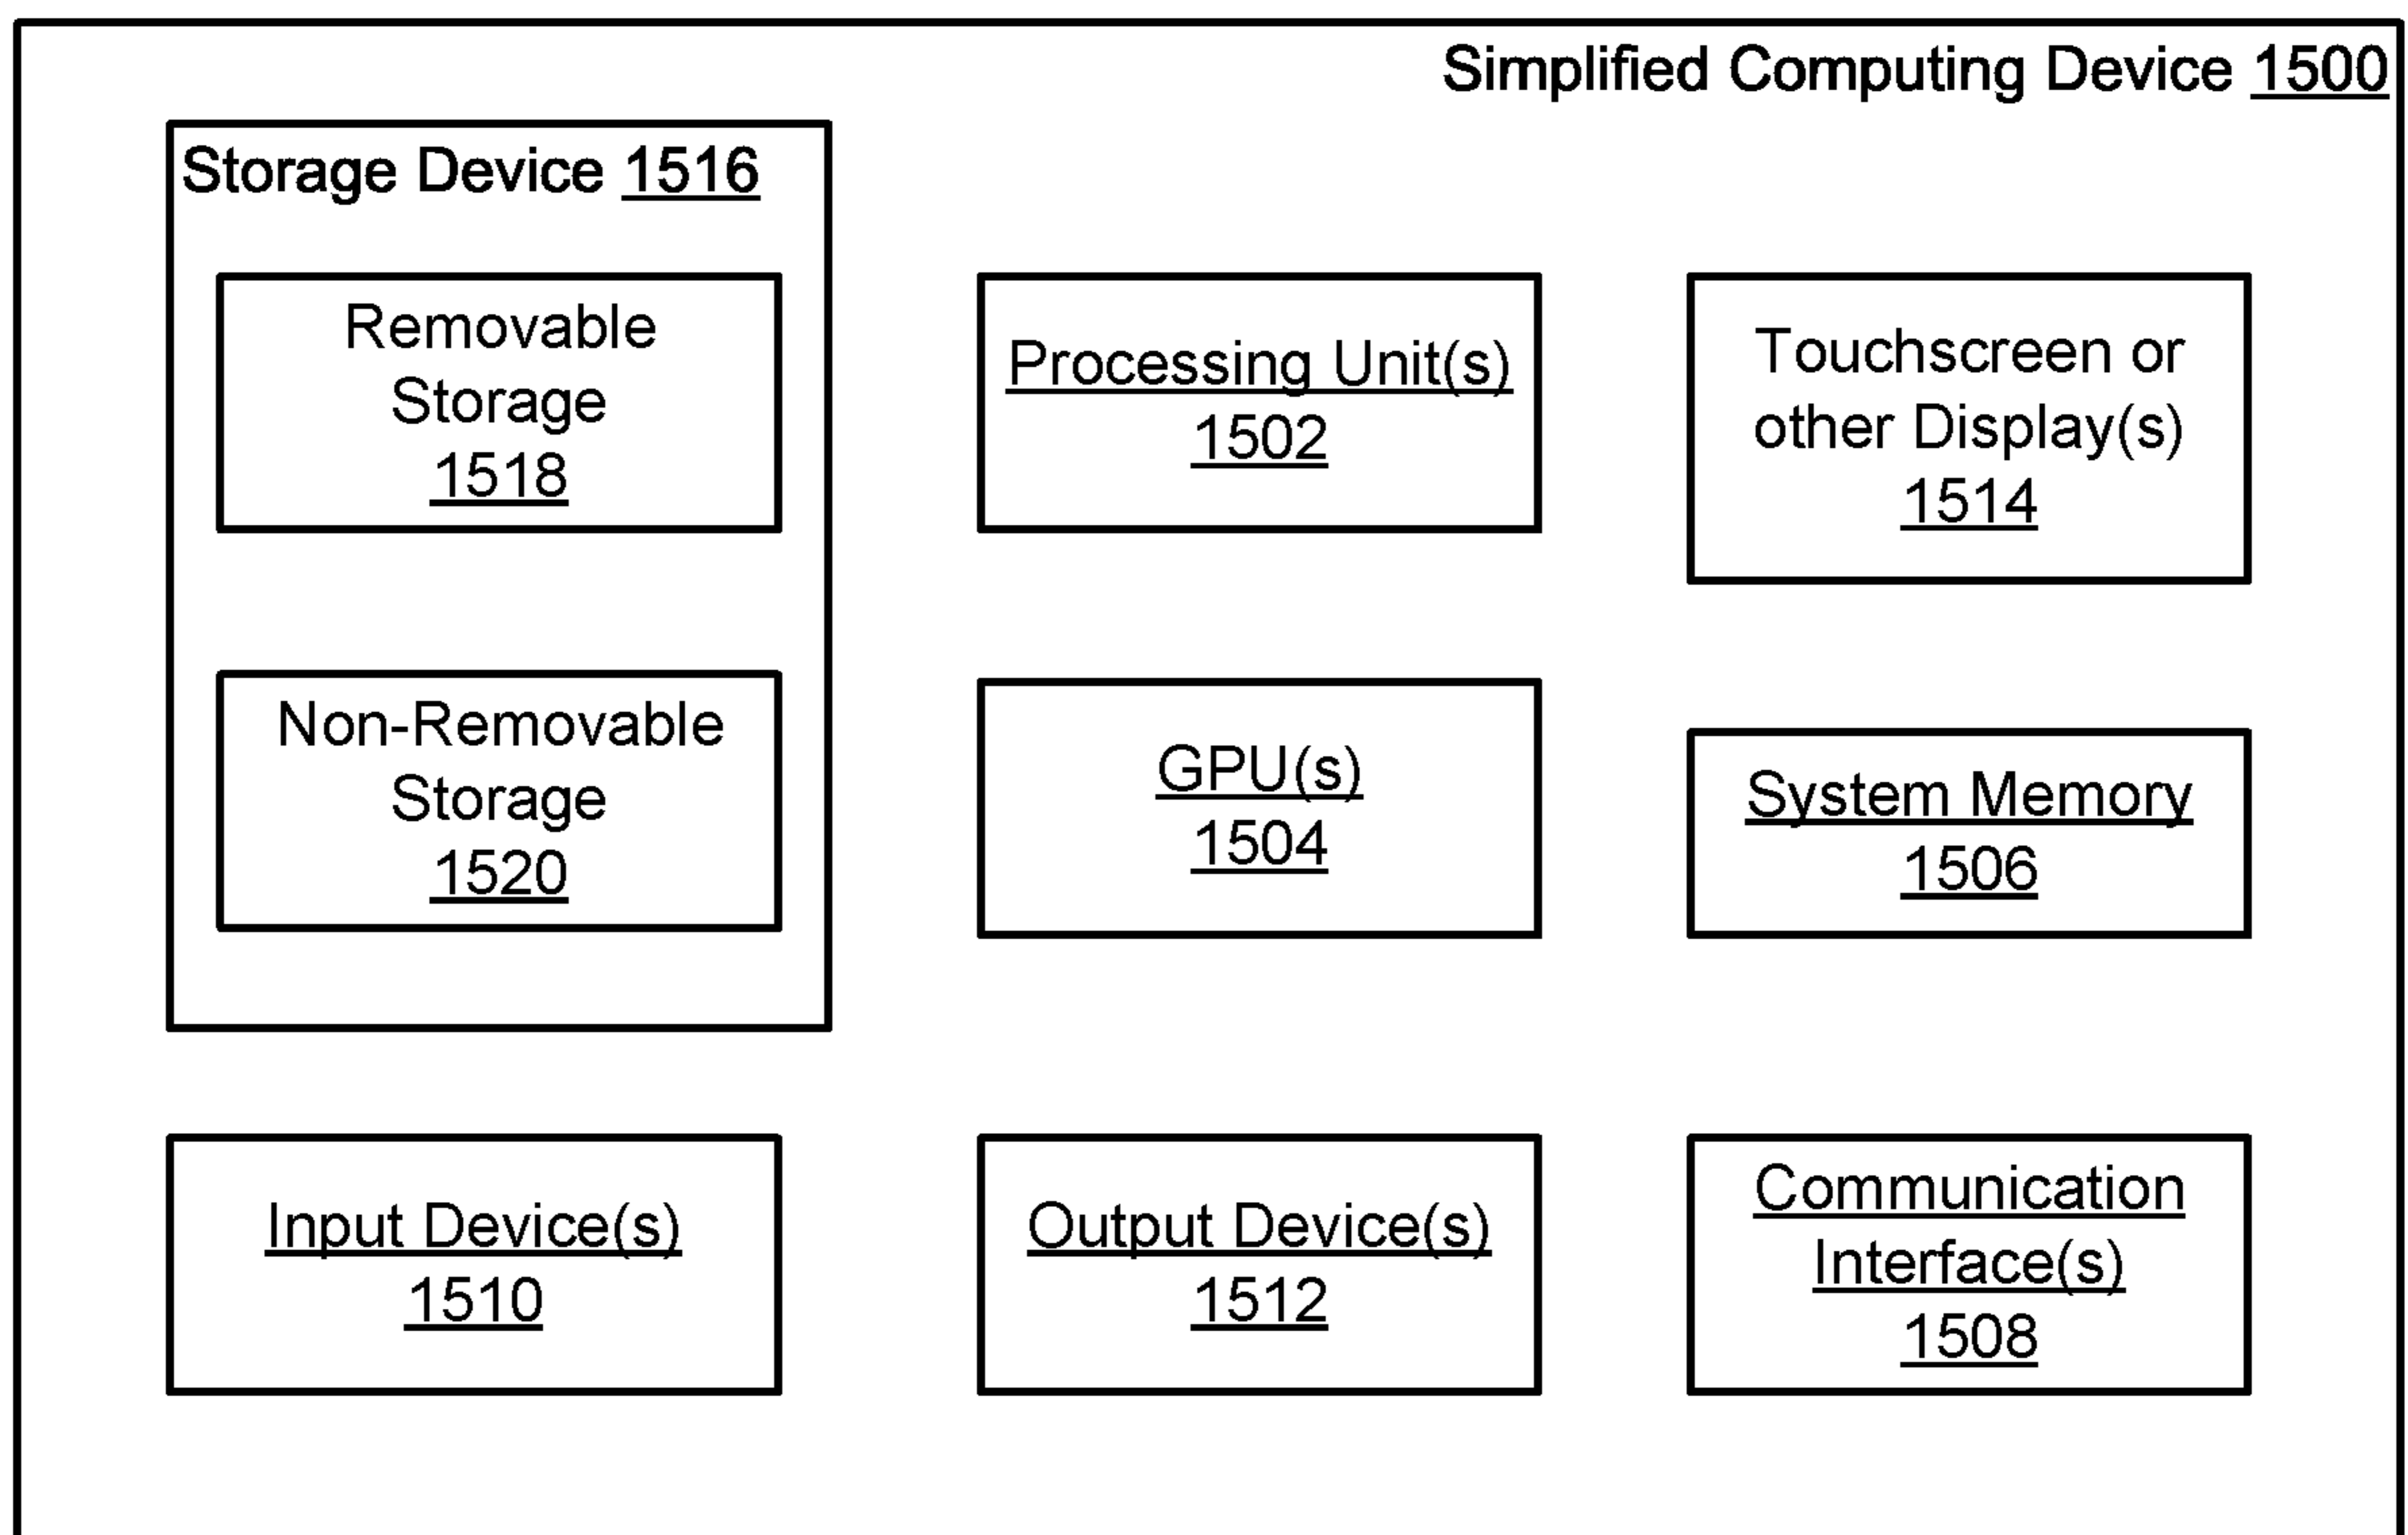 Simplified Computing Device 1500
Storage Device 1516
Removable
Storage
1518
Non-Removable
Storage
1520
Processing Unit(s)
1502
Touchscreen or
other Display(s)
1514
GPU(s)
1504
System Memory
1506
Input Device(s)
1510
Output Device(s)
1512
Communication
Interface(s)
1508